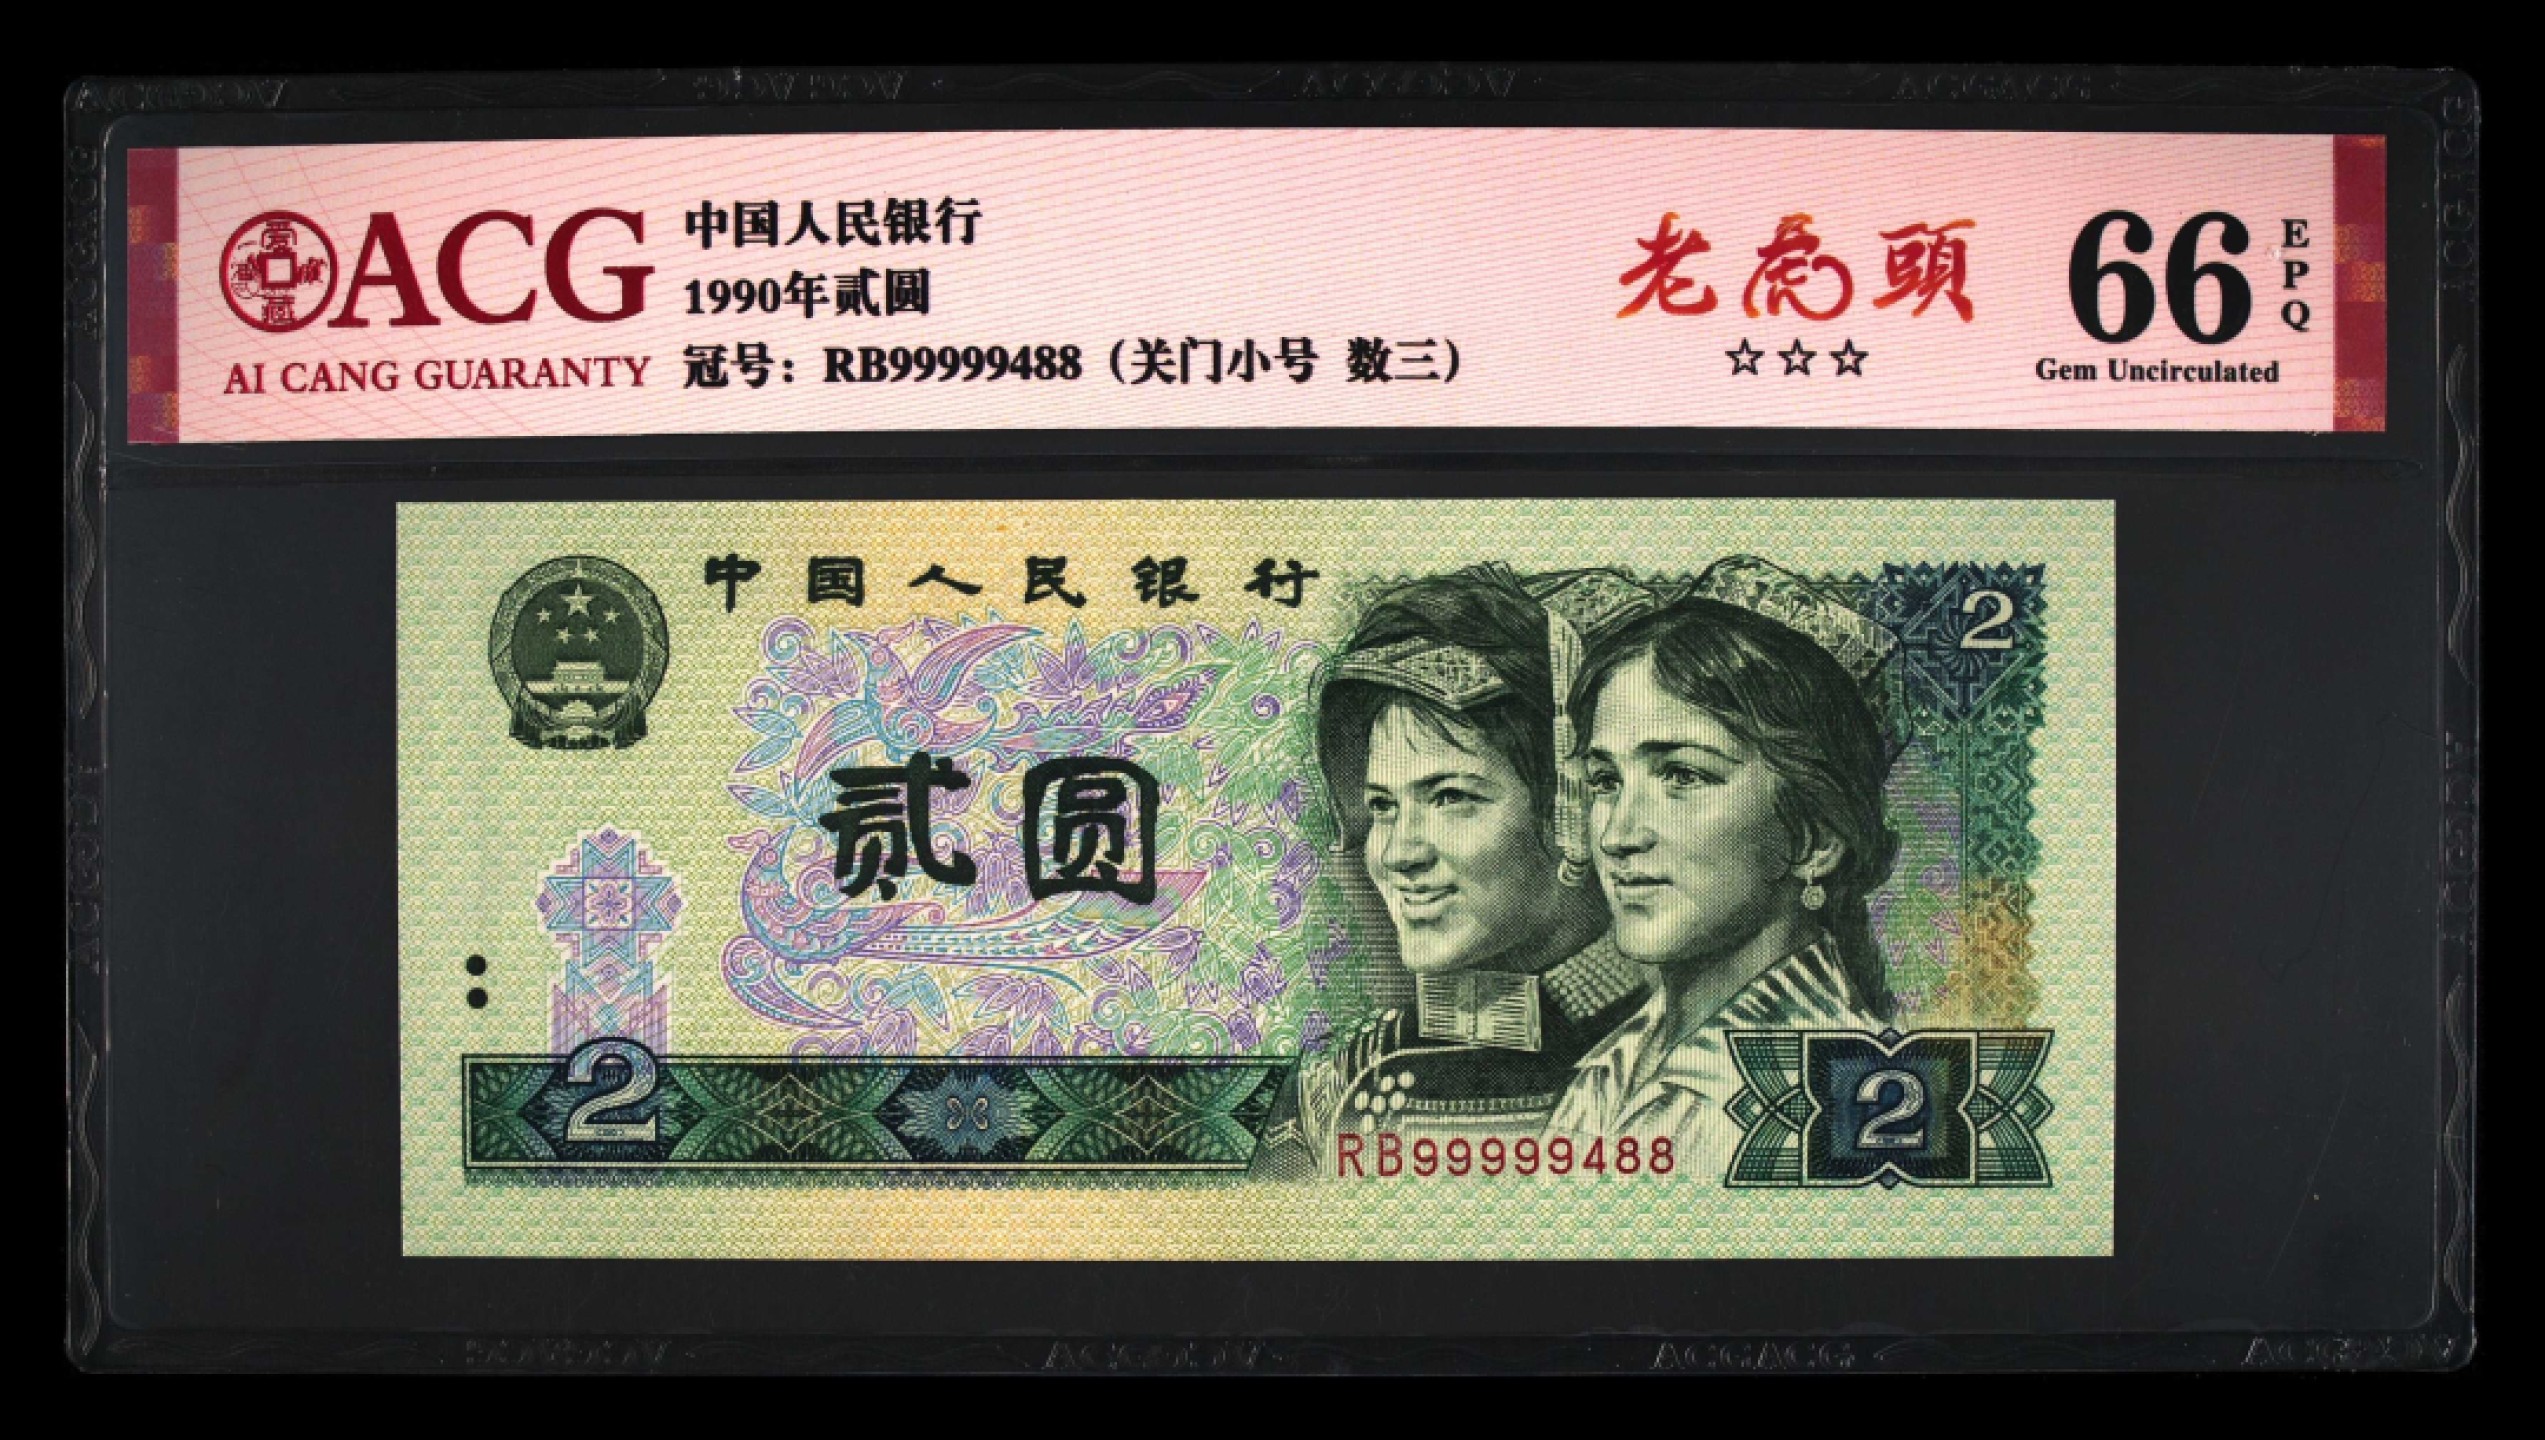 ACG
AI CANG GUARANTY
中国人民银行
1990年贰圆
冠号：RB99999488（关门小号 数三）
老虎頭
☆☆☆
66
EPQ
Gem Uncirculated
中国人民银行
2
贰圆
2
RB99999488
2